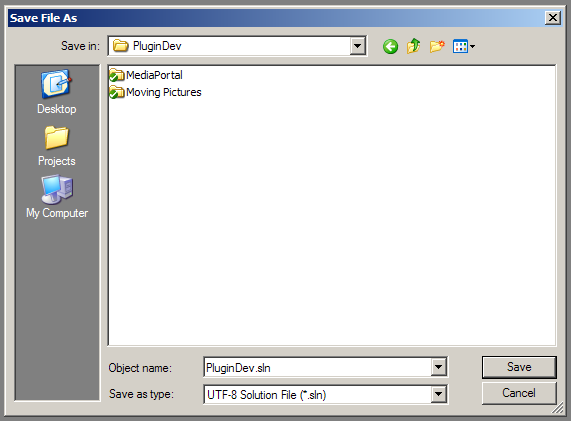 Save File As
Save in: PluginDev
MediaPortal
Moving Pictures
Desktop
Projects
My Computer
Object name: PluginDev.sln Save
Save as type: UTF-8 Solution File (*.sln) Cancel